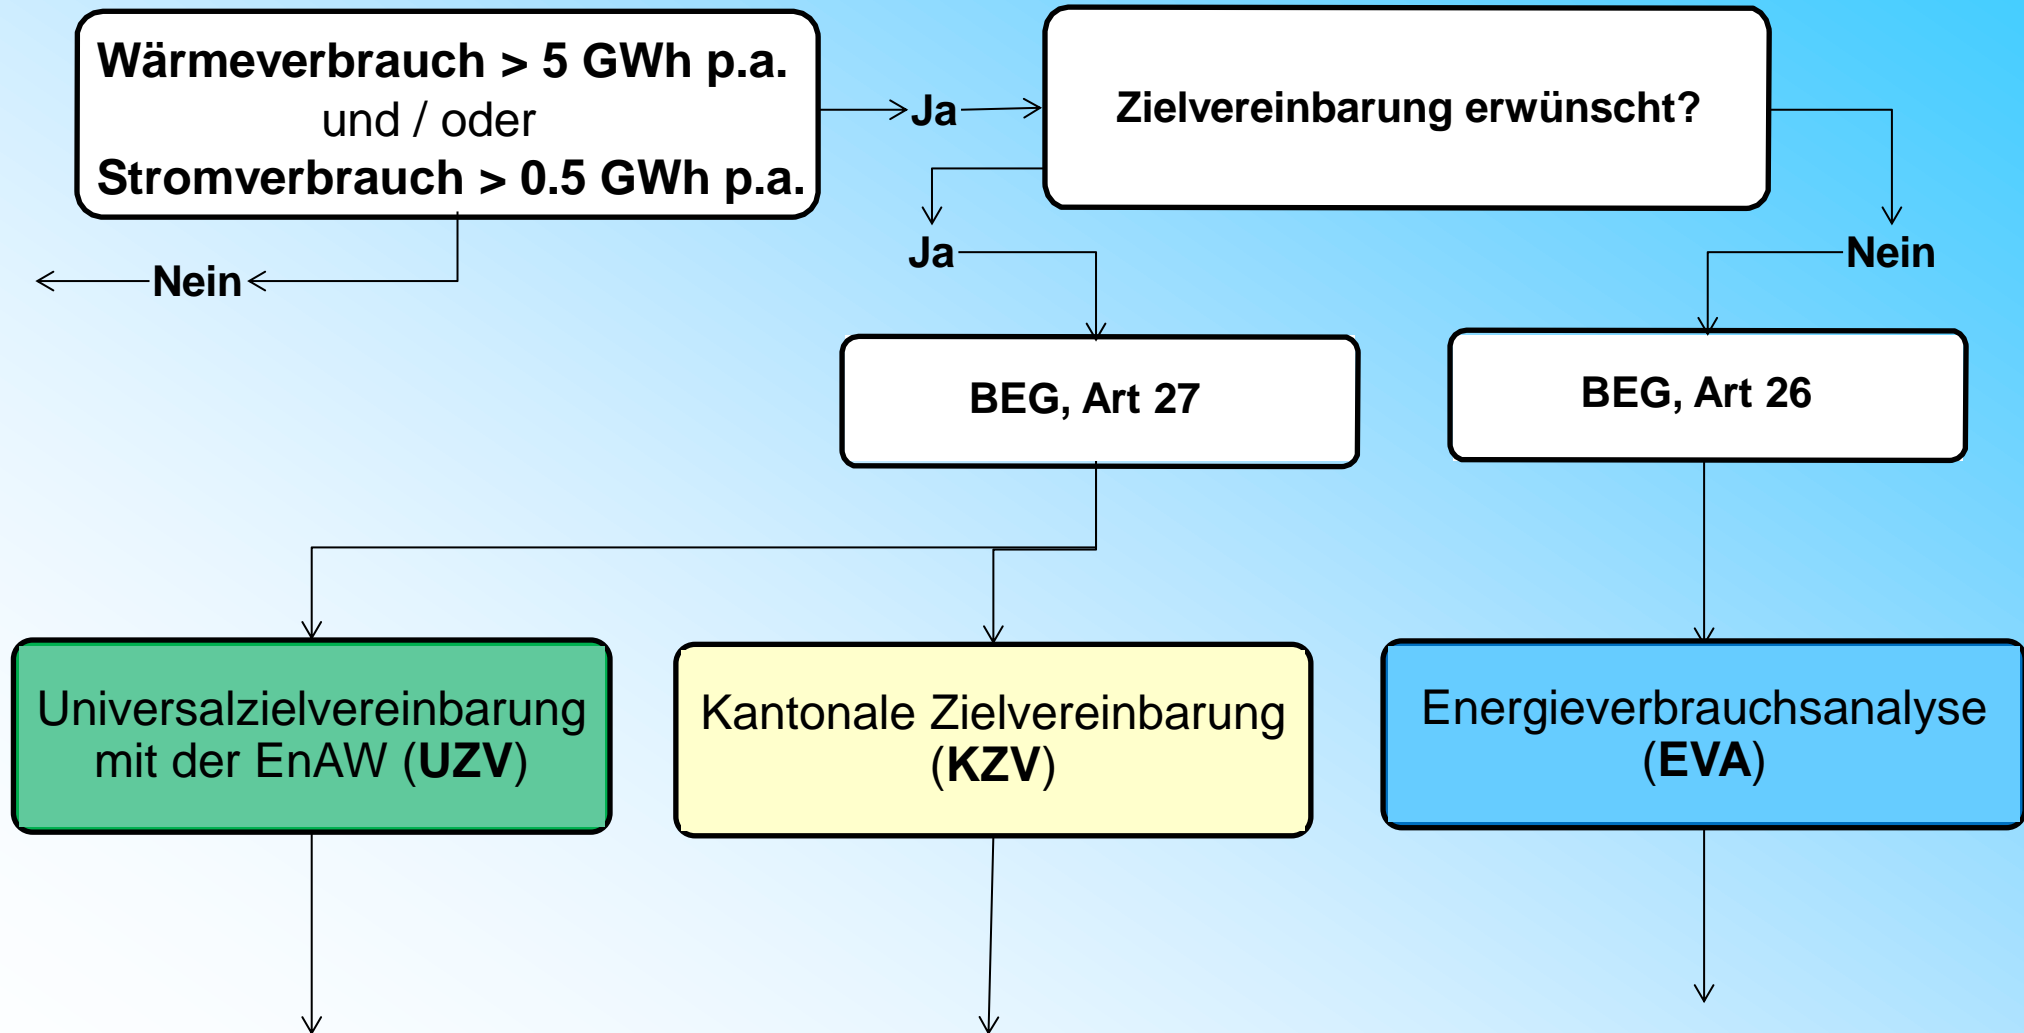 Wärmeverbrauch > 5 GWh p.a.
und / oder
Stromverbrauch > 0.5 GWh p.a.
Ja
Zielvereinbarung erwünscht?
Nein
Ja
Nein
BEG, Art 27
BEG, Art 26
Universalzielvereinbarung
mit der EnAW (UZV)
Kantonale Zielvereinbarung
(KZV)
Energieverbrauchsanalyse
(EVA)